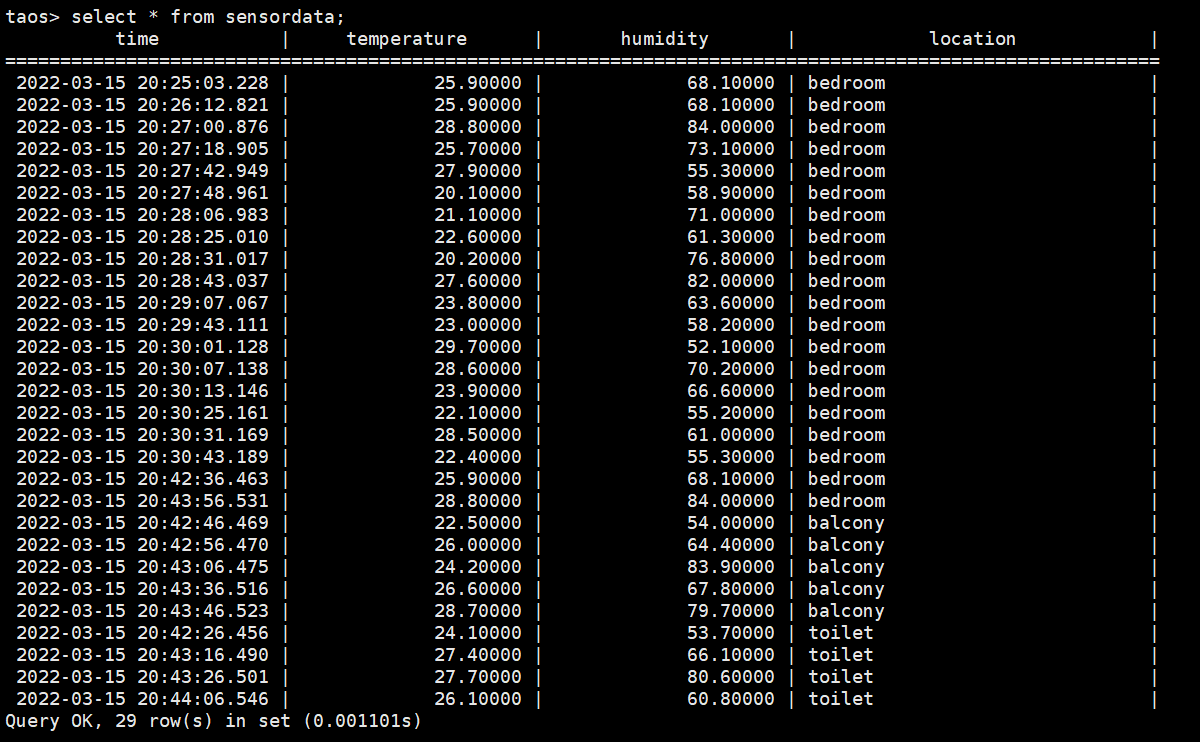 taos> select * from sensordata;
time | temperature | humidity | location |
=========================================================================================================
2022-03-15 20:25:03.228 | 25.90000 | 68.10000 | bedroom |
2022-03-15 20:26:12.821 | 25.90000 | 68.10000 | bedroom |
2022-03-15 20:27:00.876 | 28.80000 | 84.00000 | bedroom |
2022-03-15 20:27:18.905 | 25.70000 | 73.10000 | bedroom |
2022-03-15 20:27:42.949 | 27.90000 | 55.30000 | bedroom |
2022-03-15 20:27:48.961 | 20.10000 | 58.90000 | bedroom |
2022-03-15 20:28:06.983 | 21.10000 | 71.00000 | bedroom |
2022-03-15 20:28:25.010 | 22.60000 | 61.30000 | bedroom |
2022-03-15 20:28:31.017 | 20.20000 | 76.80000 | bedroom |
2022-03-15 20:28:43.037 | 27.60000 | 82.00000 | bedroom |
2022-03-15 20:29:07.067 | 23.80000 | 63.60000 | bedroom |
2022-03-15 20:29:43.111 | 23.00000 | 58.20000 | bedroom |
2022-03-15 20:30:01.128 | 29.70000 | 52.10000 | bedroom |
2022-03-15 20:30:07.138 | 28.60000 | 70.20000 | bedroom |
2022-03-15 20:30:13.146 | 23.90000 | 66.60000 | bedroom |
2022-03-15 20:30:25.161 | 22.10000 | 55.20000 | bedroom |
2022-03-15 20:30:31.169 | 28.50000 | 61.00000 | bedroom |
2022-03-15 20:30:43.189 | 22.40000 | 55.30000 | bedroom |
2022-03-15 20:42:36.463 | 25.90000 | 68.10000 | bedroom |
2022-03-15 20:43:56.531 | 28.80000 | 84.00000 | bedroom |
2022-03-15 20:42:46.469 | 22.50000 | 54.00000 | balcony |
2022-03-15 20:42:56.470 | 26.00000 | 64.40000 | balcony |
2022-03-15 20:43:06.475 | 24.20000 | 83.90000 | balcony |
2022-03-15 20:43:36.516 | 26.60000 | 67.80000 | balcony |
2022-03-15 20:43:46.523 | 28.70000 | 79.70000 | balcony |
2022-03-15 20:42:26.456 | 24.10000 | 53.70000 | toilet |
2022-03-15 20:43:16.490 | 27.40000 | 66.10000 | toilet |
2022-03-15 20:43:26.501 | 27.70000 | 80.60000 | toilet |
2022-03-15 20:44:06.546 | 26.10000 | 60.80000 | toilet |
Query OK, 29 row(s) in set (0.001101s)